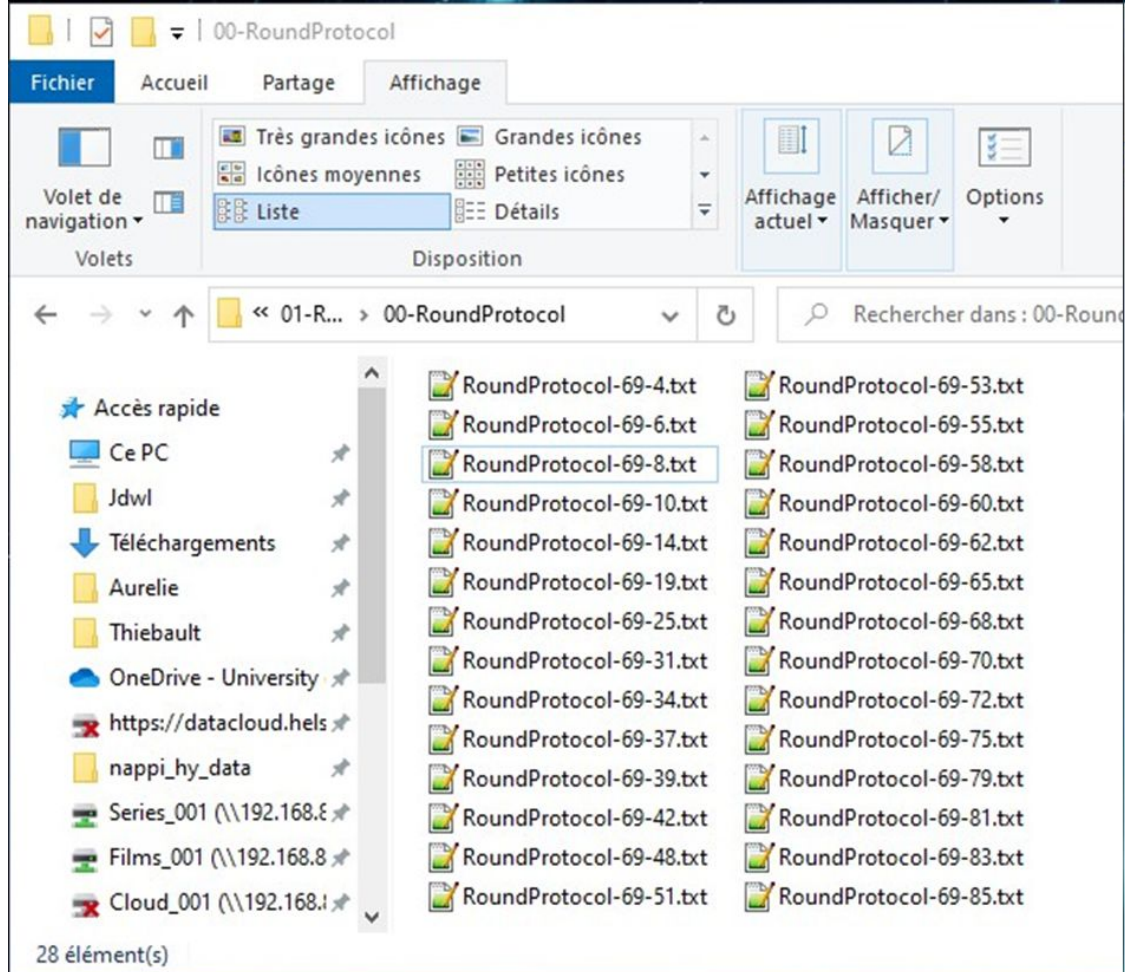 00-RoundProtocol
Fichier Accueil Partage Affichage
Très grandes icônes Grandes icônes
Icônes moyennes Petites icônes
Liste Détails
Volet de navigation
Affichage actuel
Afficher/ Masquer
Options
Volets Disposition
« 01-R... > 00-RoundProtocol
Rechercher dans : 00-Roun
Accès rapide
Ce PC
Jdwl
Téléchargements
Aurelie
Thiebault
OneDrive - University
https://datacloud.hels
nappi_hy_data
Series_001 (\\192.168.8
Films_001 (\\192.168.8
Cloud_001 (\\192.168.
RoundProtocol-69-4.txt
RoundProtocol-69-6.txt
RoundProtocol-69-8.txt
RoundProtocol-69-10.txt
RoundProtocol-69-14.txt
RoundProtocol-69-19.txt
RoundProtocol-69-25.txt
RoundProtocol-69-31.txt
RoundProtocol-69-34.txt
RoundProtocol-69-37.txt
RoundProtocol-69-39.txt
RoundProtocol-69-42.txt
RoundProtocol-69-48.txt
RoundProtocol-69-51.txt
RoundProtocol-69-53.txt
RoundProtocol-69-55.txt
RoundProtocol-69-58.txt
RoundProtocol-69-60.txt
RoundProtocol-69-62.txt
RoundProtocol-69-65.txt
RoundProtocol-69-68.txt
RoundProtocol-69-70.txt
RoundProtocol-69-72.txt
RoundProtocol-69-75.txt
RoundProtocol-69-79.txt
RoundProtocol-69-81.txt
RoundProtocol-69-83.txt
RoundProtocol-69-85.txt
28 élément(s)